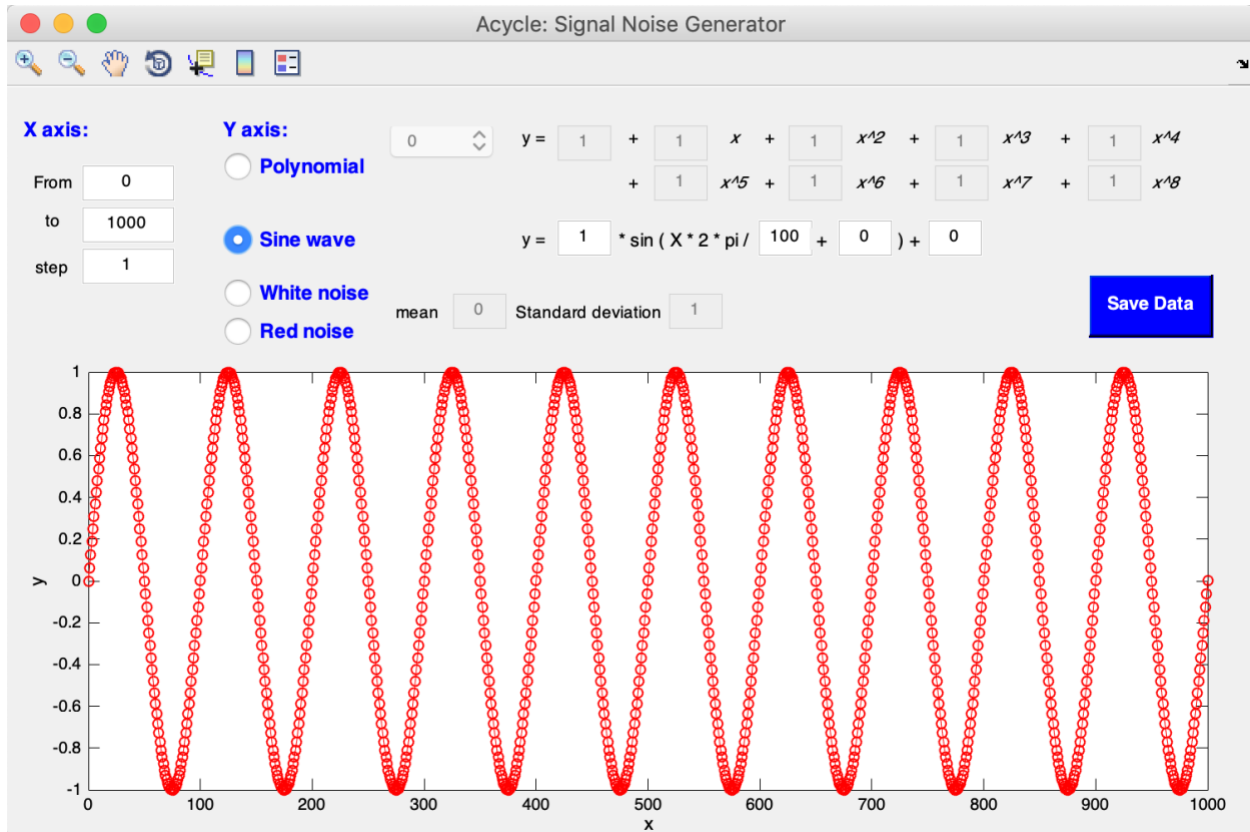 Acycle: Signal Noise Generator
X axis:
From 0
to 1000
step 1
Y axis:
Polynomial
0
y = 1 + 1 x + 1 x^2 + 1 x^3 + 1 x^4
+ 1 x^5 + 1 x^6 + 1 x^7 + 1 x^8
Sine wave
y = 1 * sin ( X * 2 * pi / 100 + 0 ) + 0
White noise
Red noise
mean 0 Standard deviation 1
Save Data
1
0.8
0.6
0.4
0.2
0
-0.2
-0.4
-0.6
-0.8
-1
y
0 100 200 300 400 500 600 700 800 900 1000
x